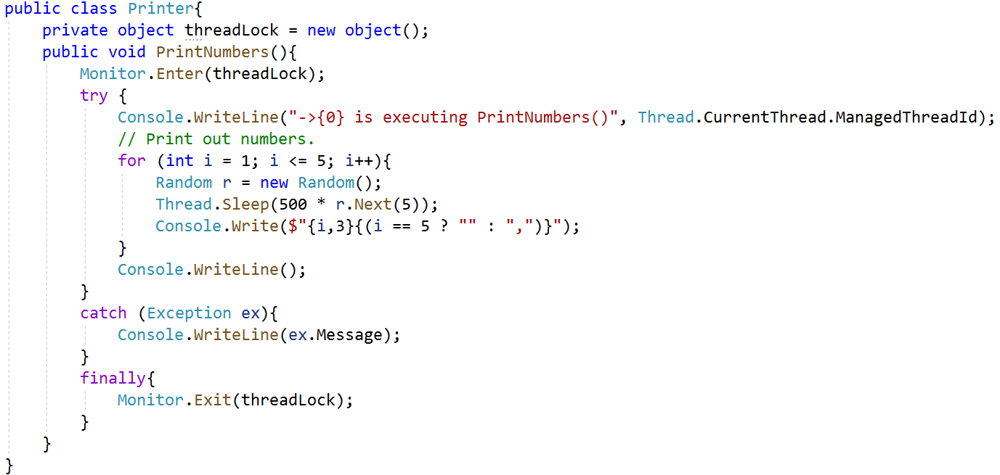 public class Printer{
    private object threadLock = new object();
    public void PrintNumbers(){
        Monitor.Enter(threadLock);
        try {
            Console.WriteLine("->{0} is executing PrintNumbers()", Thread.CurrentThread.ManagedThreadId);
            // Print out numbers.
            for (int i = 1; i <= 5; i++){
                Random r = new Random();
                Thread.Sleep(500 * r.Next(5));
                Console.Write($"{i,3}{(i == 5 ? "" : ",")}");
            }
            Console.WriteLine();
        }
        catch (Exception ex){
            Console.WriteLine(ex.Message);
        }
        finally{
            Monitor.Exit(threadLock);
        }
    }
}